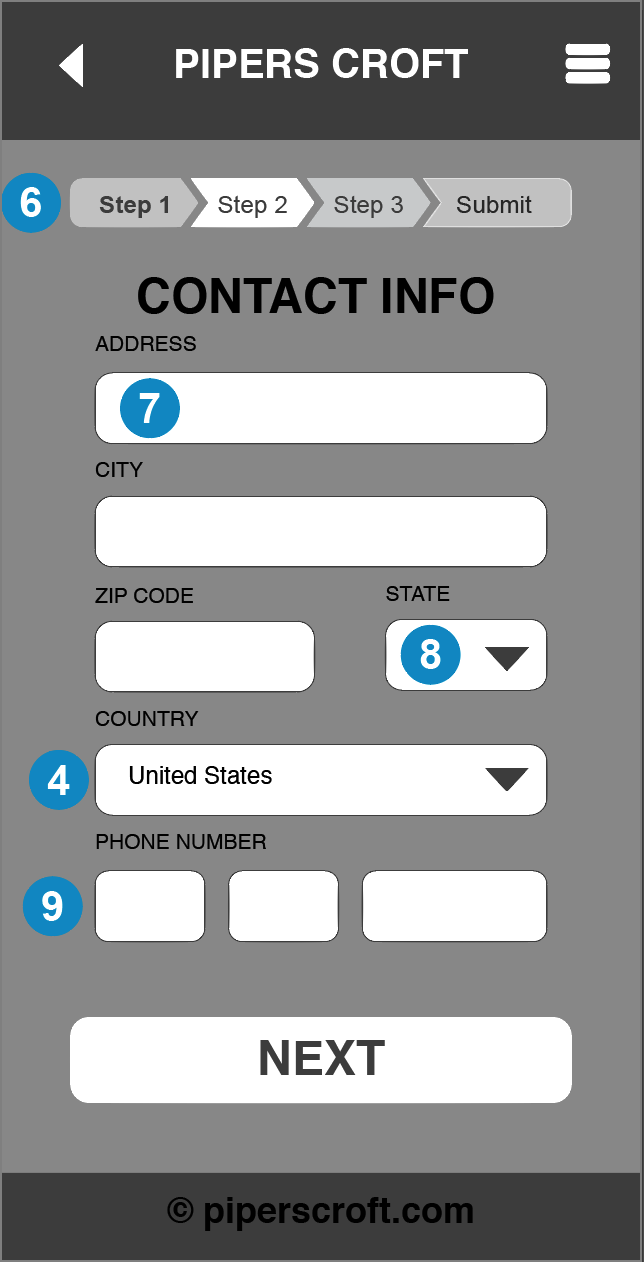 PIPERS CROFT
6 Step 1 Step 2 Step 3 Submit
CONTACT INFO
ADDRESS
7
CITY
ZIP CODE STATE
8
COUNTRY
4 United States
PHONE NUMBER
9
NEXT
© piperscroft.com